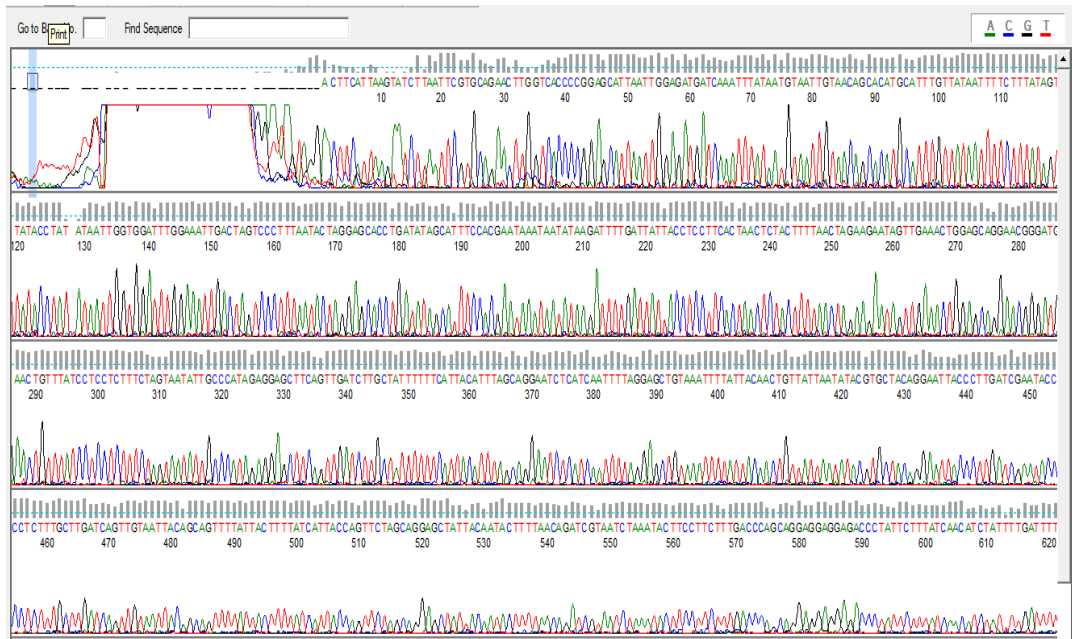 Go to B Print o. Find Sequence A C G T
ACTTCATTAAGTATCTTAATTCGTGCAGAACTTGGTCACCCCGGAGCATTAATTGGAGATGATCAAATTTATAATGTAATTGTAACAGCACATGCATTTGTTATAATTTTCTTTATAGT
10 20 30 40 50 60 70 80 90 100 110
TATACCTAT ATAATTGGTGGATTTGGAAATTGACTAGTCCCTTTAATACTAGGAGCACCTGATATAGCATTTCCACGAATAAATAATATAAGATTTTGATTATTACCTCCTTCACTAACTCTACTTTTAACTAGAAGAATAGTTGAAACTGGAGCAGGAACGGGATG
120 130 140 150 160 170 180 190 200 210 220 230 240 250 260 270 280
AACTGTTTATCCTCCTCTTTCTAGTAATATTGCCCATAGAGGAGCTTCAGTTGATCTTGCTATTTTTTCATTACATTTAGCAGGAATCTCATCAATTTTAGGAGCTGTAAATTTTATTACAACTGTTATTAATATACGTGCTACAGGAATTACCCTTGATCGAATACC
290 300 310 320 330 340 350 360 370 380 390 400 410 420 430 440 450
CCTCTTTGCTTGATCAGTTGTAATTACAGCAGTTTTATTACTTTTATCATTACCAGTTCTAGCAGGAGCTATTACAATACTTTTAACAGATCGTAATCTAAATACTTCCTTCTTTGACCCAGCAGGAGGAGGAGACCCTATTCTTTATCAACATCTATTTTGATTTT
460 470 480 490 500 510 520 530 540 550 560 570 580 590 600 610 620